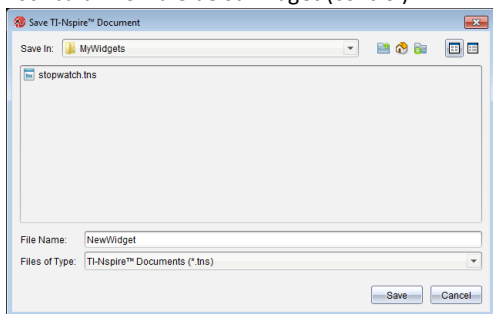 Save TI-Nspire™ Document
Save In: MyWidgets
stopwatch.tns
File Name: NewWidget
Files of Type: TI-Nspire™ Documents (*.tns)
Save Cancel